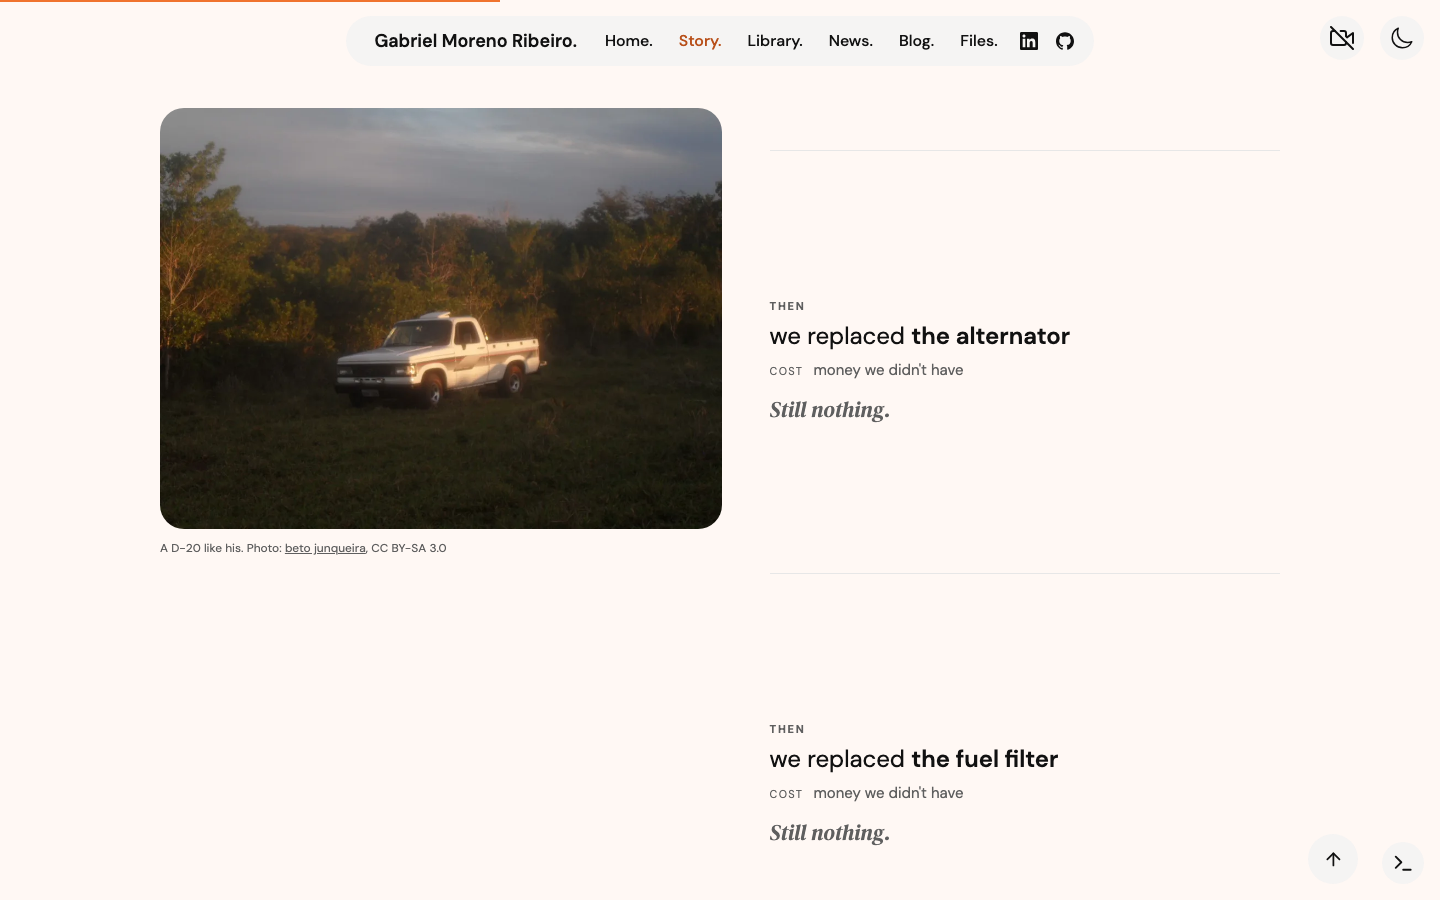 Gabriel Moreno Ribeiro. Home. Story. Library. News. Blog. Files.
A D-20 like his. Photo: beto junqueira, CC BY-SA 3.0
THEN
we replaced the alternator
COST money we didn't have
Still nothing.
THEN
we replaced the fuel filter
COST money we didn't have
Still nothing.